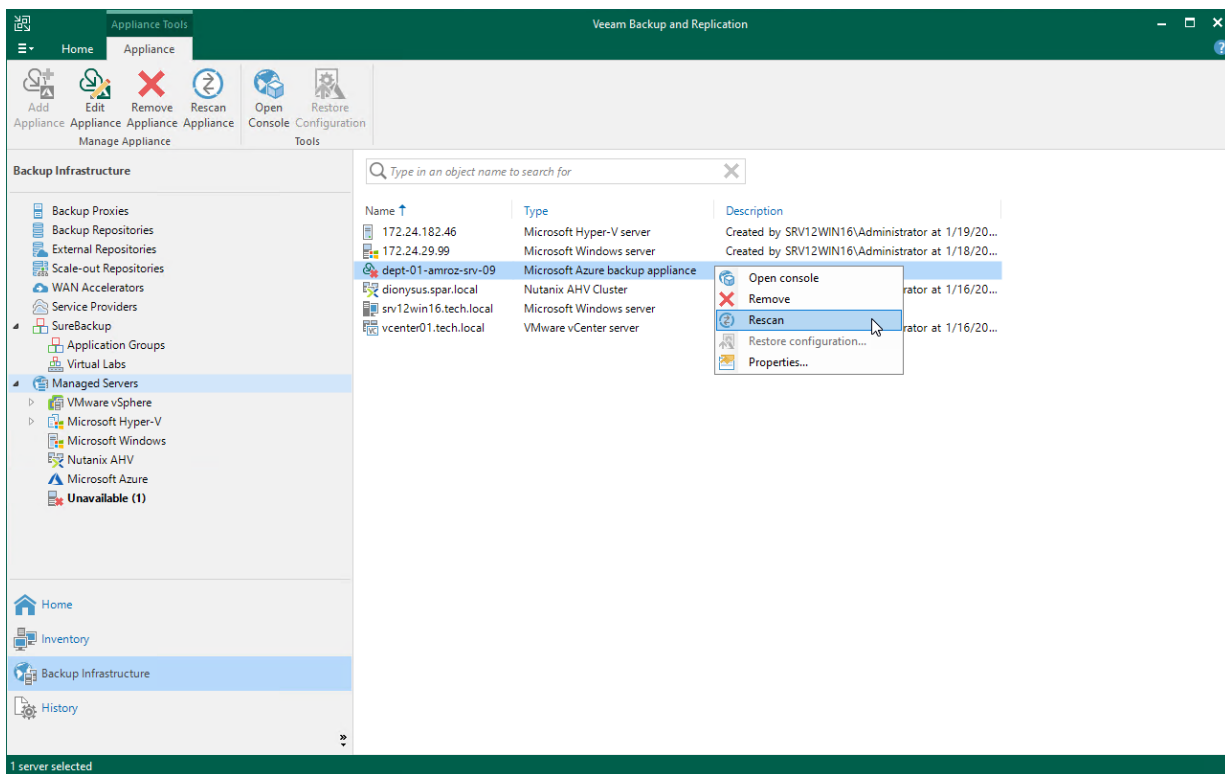 Appliance Tools
Veeam Backup and Replication
Home Appliance
Add Appliance
Edit Appliance
Remove Appliance
Rescan Appliance
Open Console
Restore Configuration
Manage Appliance
Tools
Backup Infrastructure
Backup Proxies
Backup Repositories
External Repositories
Scale-out Repositories
WAN Accelerators
Service Providers
SureBackup
Application Groups
Virtual Labs
Managed Servers
VMware vSphere
Microsoft Hyper-V
Microsoft Windows
Nutanix AHV
Microsoft Azure
Unavailable (1)
Home
Inventory
Backup Infrastructure
History
Type in an object name to search for
Name Type Description
172.24.182.46 Microsoft Hyper-V server Created by SRV12WIN16\Administrator at 1/19/20...
172.24.29.99 Microsoft Windows server Created by SRV12WIN16\Administrator at 1/18/20...
dept-01-amroz-srv-09 Microsoft Azure backup appliance
dionysus.spar.local Nutanix AHV Cluster rator at 1/16/20...
srv12win16.tech.local Microsoft Windows server
vcenter01.tech.local VMware vCenter server rator at 1/16/20...
Open console
Remove
Rescan
Restore configuration...
Properties...
1 server selected